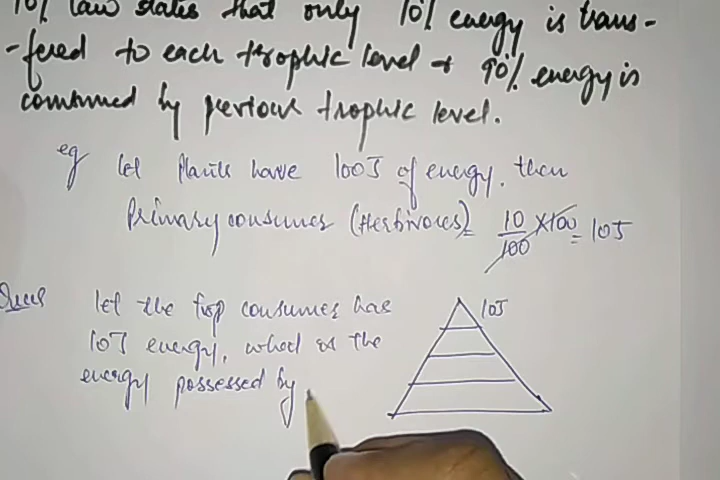 10% law states that only 10% energy is trans-
-fered to each trophic level & 90% energy is
consumed by previous trophic level.
eg let Plants have 100J of energy. then
Primary consumes (Herbivores) = 10/100 × 100 = 10J
Ques let the top consumes has
10J energy, what is the
energy possessed by
10J